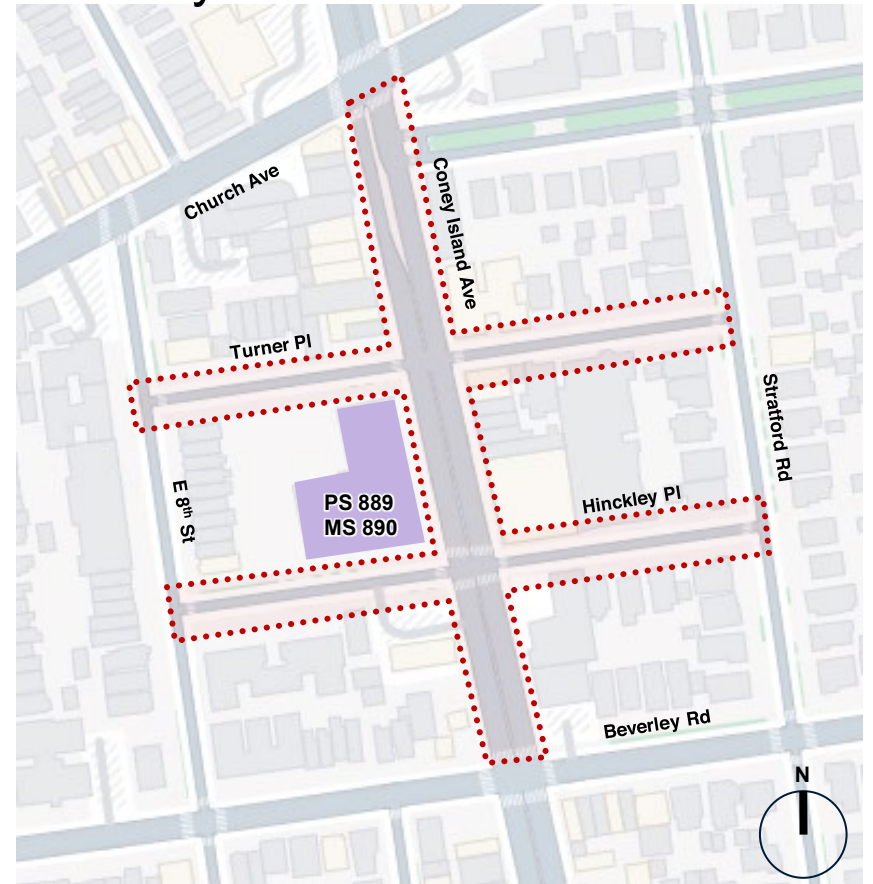 Church Ave
Coney Island Ave
Turner Pl
Stratford Rd
E 8th St
PS 889
MS 890
Hinckley Pl
Beverley Rd
N